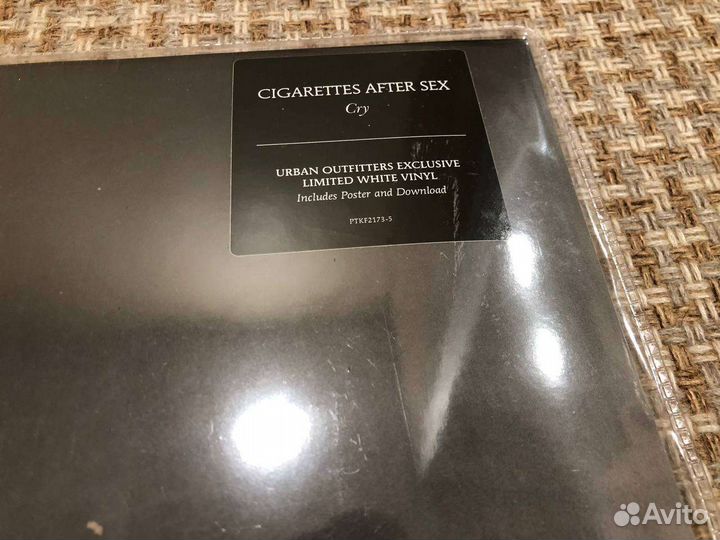 CIGARETTES AFTER SEX
Cry
URBAN OUTFITTERS EXCLUSIVE
LIMITED WHITE VINYL
Includes Poster and Download
PTKF2173-5
Avito